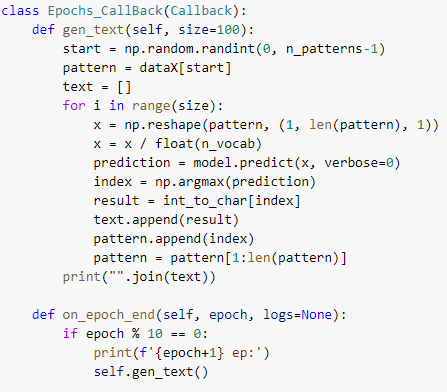 class Epochs_CallBack(Callback):
    def gen_text(self, size=100):
        start = np.random.randint(0, n_patterns-1)
        pattern = dataX[start]
        text = []
        for i in range(size):
            x = np.reshape(pattern, (1, len(pattern), 1))
            x = x / float(n_vocab)
            prediction = model.predict(x, verbose=0)
            index = np.argmax(prediction)
            result = int_to_char[index]
            text.append(result)
            pattern.append(index)
            pattern = pattern[1:len(pattern)]
        print("".join(text))

    def on_epoch_end(self, epoch, logs=None):
        if epoch % 10 == 0:
            print(f'{epoch+1} ep:')
            self.gen_text()